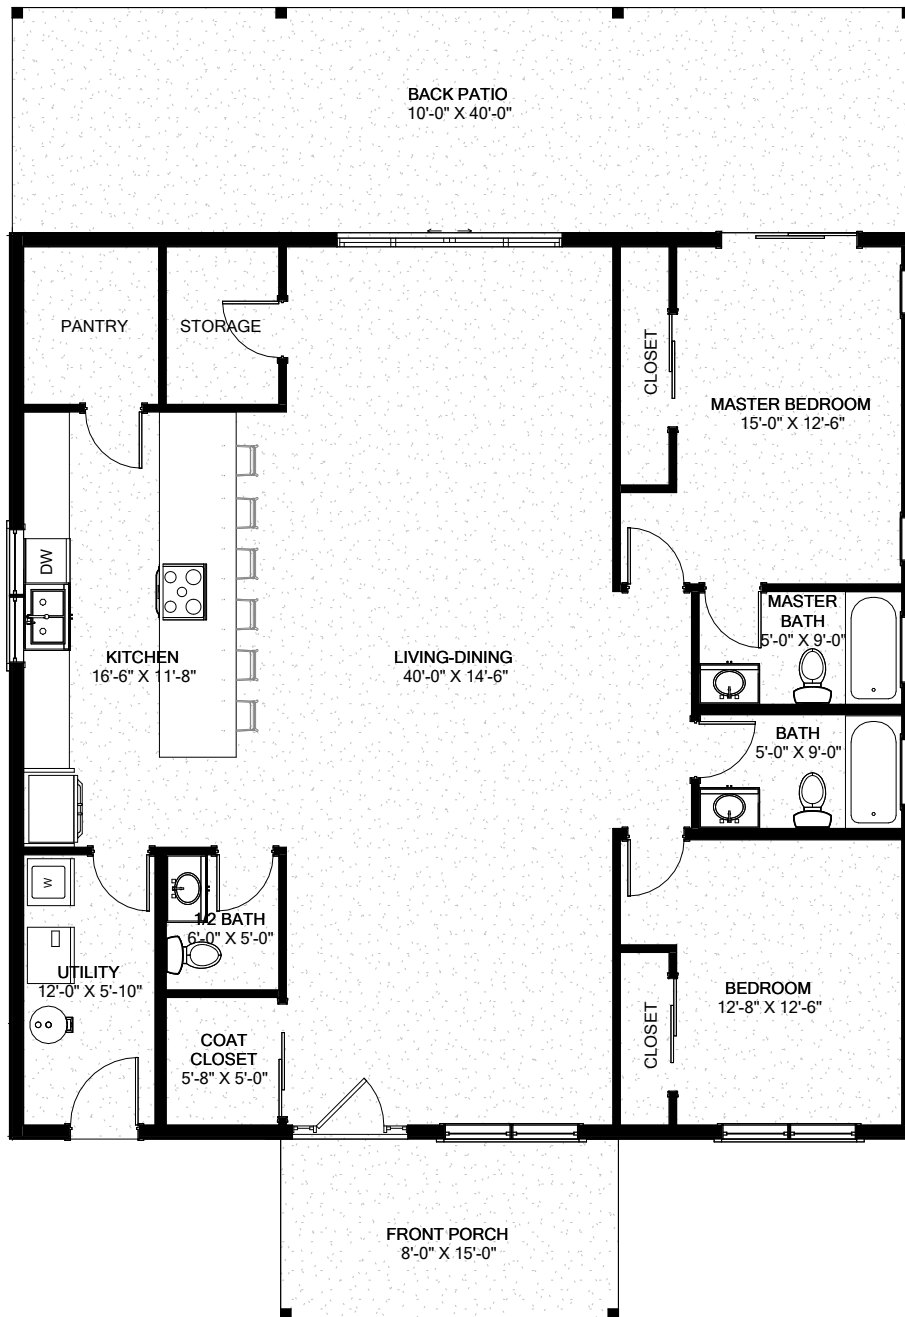 BACK PATIO
10'-0" X 40'-0"
PANTRY
STORAGE
CLOSET
MASTER BEDROOM
15'-0" X 12'-6"
DW
MASTER
BATH
5'-0" X 9'-0"
KITCHEN
16'-6" X 11'-8"
LIVING-DINING
40'-0" X 14'-6"
BATH
5'-0" X 9'-0"
W
1/2 BATH
6'-0" X 5'-0"
UTILITY
12'-0" X 5'-10"
BEDROOM
12'-8" X 12'-6"
CLOSET
COAT
CLOSET
5'-8" X 5'-0"
FRONT PORCH
8'-0" X 15'-0"